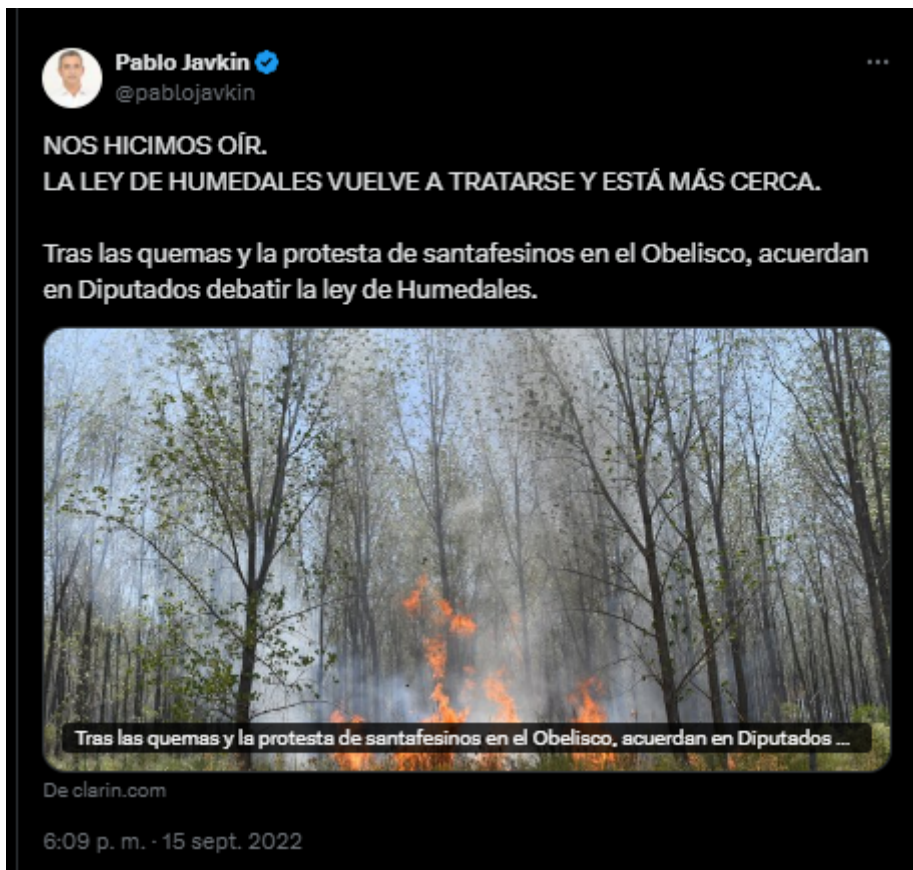 Pablo Javkin
@pablojavkin
NOS HICIMOS OÍR.
LA LEY DE HUMEDALES VUELVE A TRATARSE Y ESTÁ MÁS CERCA.
Tras las quemas y la protesta de santafesinos en el Obelisco, acuerdan
en Diputados debatir la ley de Humedales.
Tras las quemas y la protesta de santafesinos en el Obelisco, acuerdan en Diputados ...
De clarin.com
6:09 p. m. · 15 sept. 2022